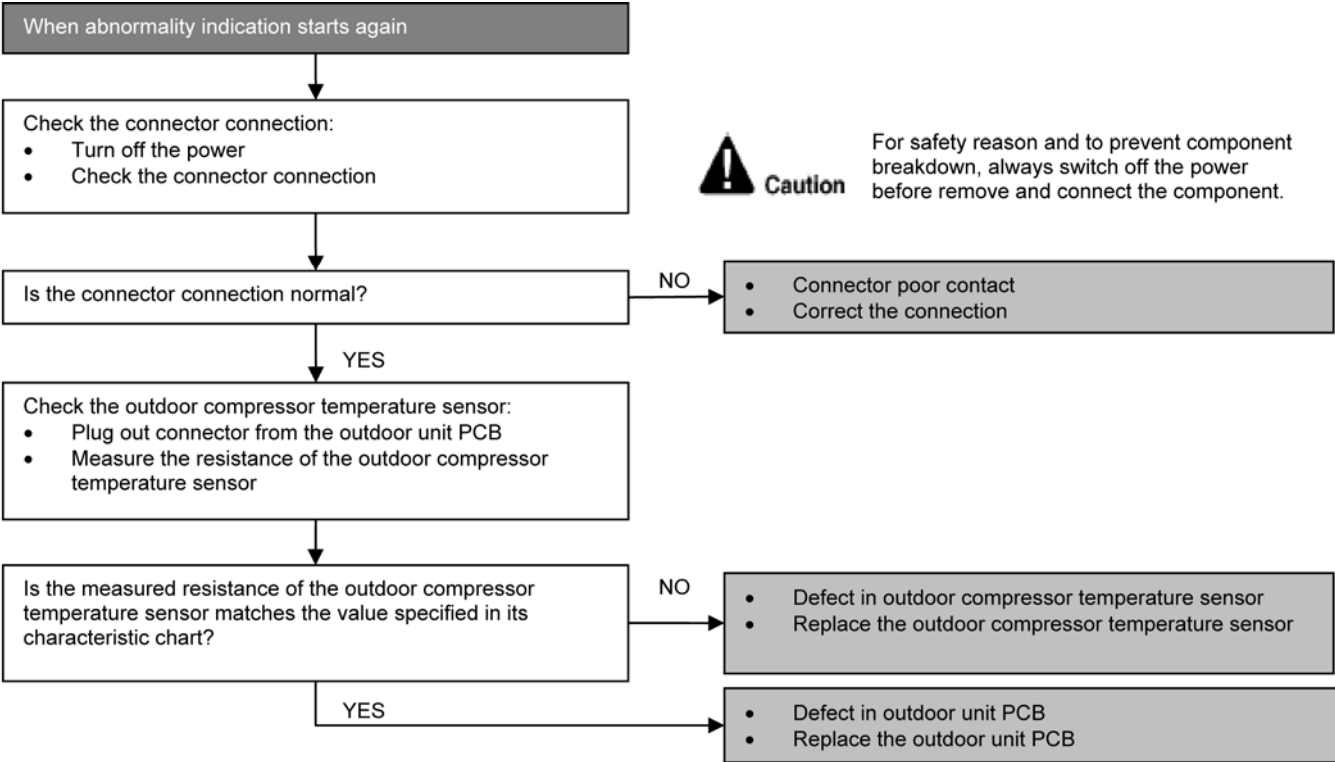 When abnormality indication starts again
Check the connector connection:
• Turn off the power
• Check the connector connection
Caution
For safety reason and to prevent component
breakdown, always switch off the power
before remove and connect the component.
Is the connector connection normal?
NO
• Connector poor contact
• Correct the connection
YES
Check the outdoor compressor temperature sensor:
• Plug out connector from the outdoor unit PCB
• Measure the resistance of the outdoor compressor
temperature sensor
Is the measured resistance of the outdoor compressor
temperature sensor matches the value specified in its
characteristic chart?
NO
• Defect in outdoor compressor temperature sensor
• Replace the outdoor compressor temperature sensor
YES
• Defect in outdoor unit PCB
• Replace the outdoor unit PCB